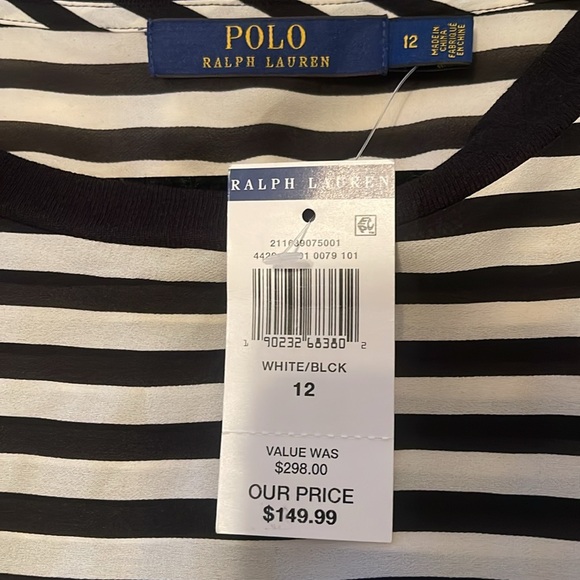 POLO
RALPH LAUREN
12
MADE IN
CHINA
FABRIQUÉ
EN CHINE
RALPH LAUREN
211639075001
01 0079 101
1 90232 68380 2
WHITE/BLCK
12
VALUE WAS
$298.00
OUR PRICE
$149.99